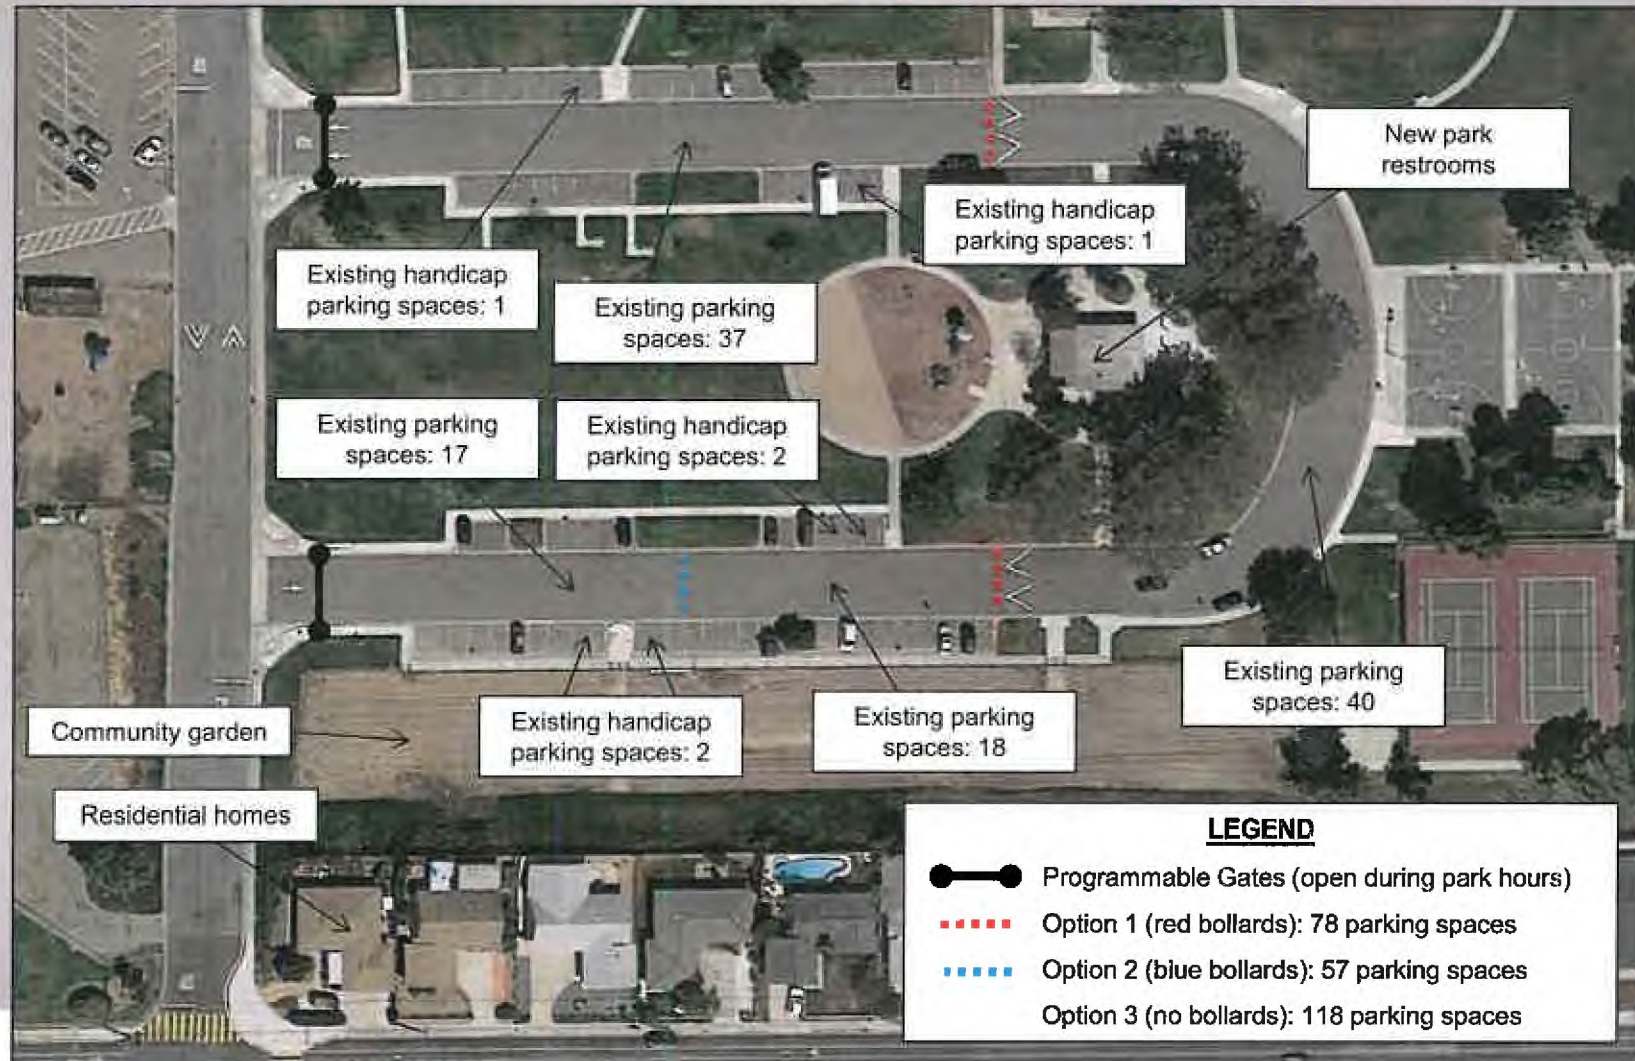 New park
restrooms
Existing handicap
parking spaces: 1
Existing handicap
parking spaces: 1
Existing parking
spaces: 37
Existing parking
spaces: 17
Existing handicap
parking spaces: 2
Existing parking
spaces: 40
Existing handicap
parking spaces: 2
Existing parking
spaces: 18
Community garden
Residential homes
LEGEND
Programmable Gates (open during park hours)
Option 1 (red bollards): 78 parking spaces
Option 2 (blue bollards): 57 parking spaces
Option 3 (no bollards): 118 parking spaces